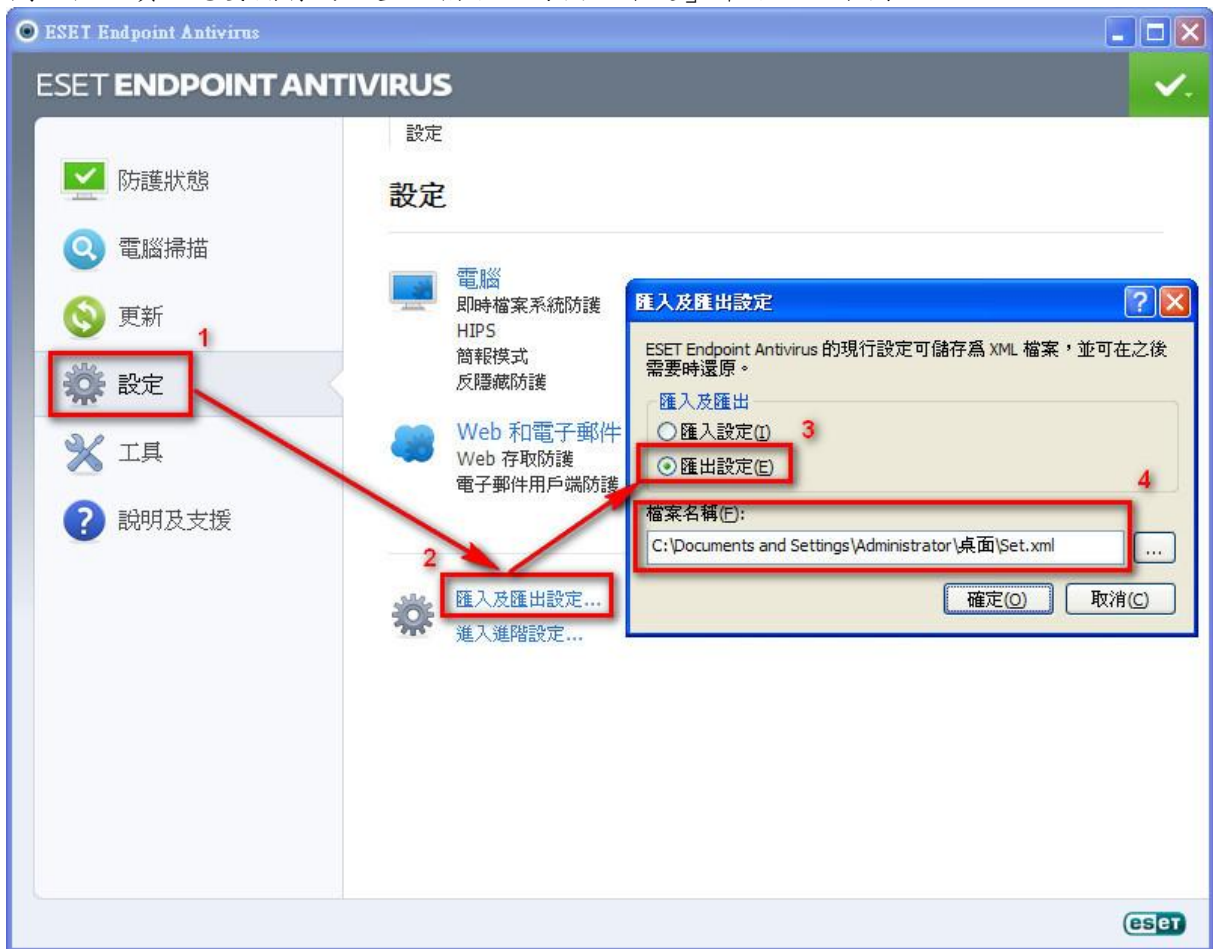 ESET Endpoint Antivirus
ESET ENDPOINT ANTIVIRUS
防護狀態
電腦掃描
更新
1
設定
工具
說明及支援
設定
設定
電腦
即時檔案系統防護
HIPS
簡報模式
反隱藏防護
Web 和電子郵件
Web 存取防護
電子郵件用戶端防護
2
匯入及匯出設定...
進入進階設定...
匯入及匯出設定
ESET Endpoint Antivirus 的現行設定可儲存為 XML 檔案，並可在之後
需要時還原。
匯入及匯出
匯入設定(I)
3
匯出設定(E)
4
檔案名稱(F):
C:\Documents and Settings\Administrator\桌面\Set.xml
...
確定(O)
取消(C)
eset